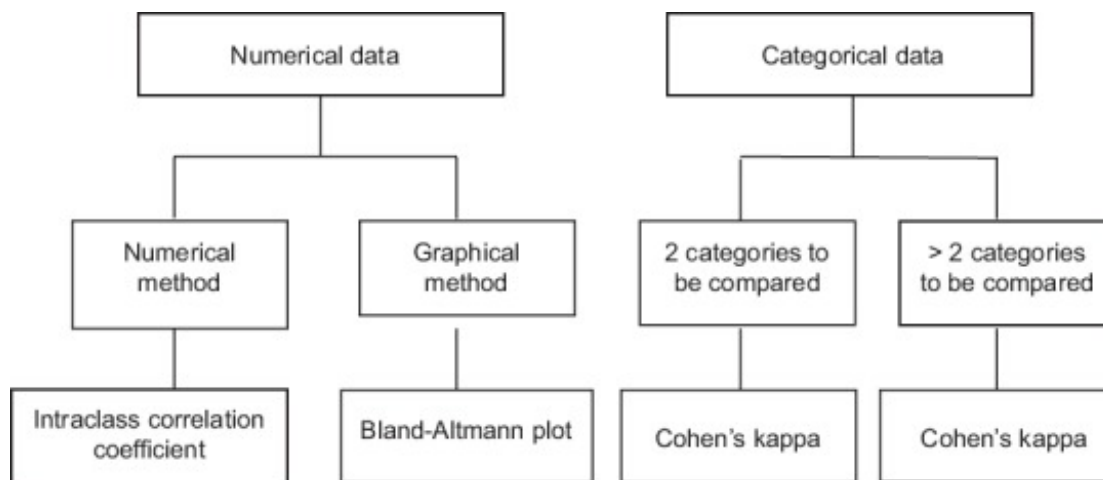 Numerical data
Categorical data
Numerical
method
Graphical
method
2 categories to
be compared
> 2 categories
to be compared
Intraclass correlation
coefficient
Bland-Altmann plot
Cohen's kappa
Cohen's kappa